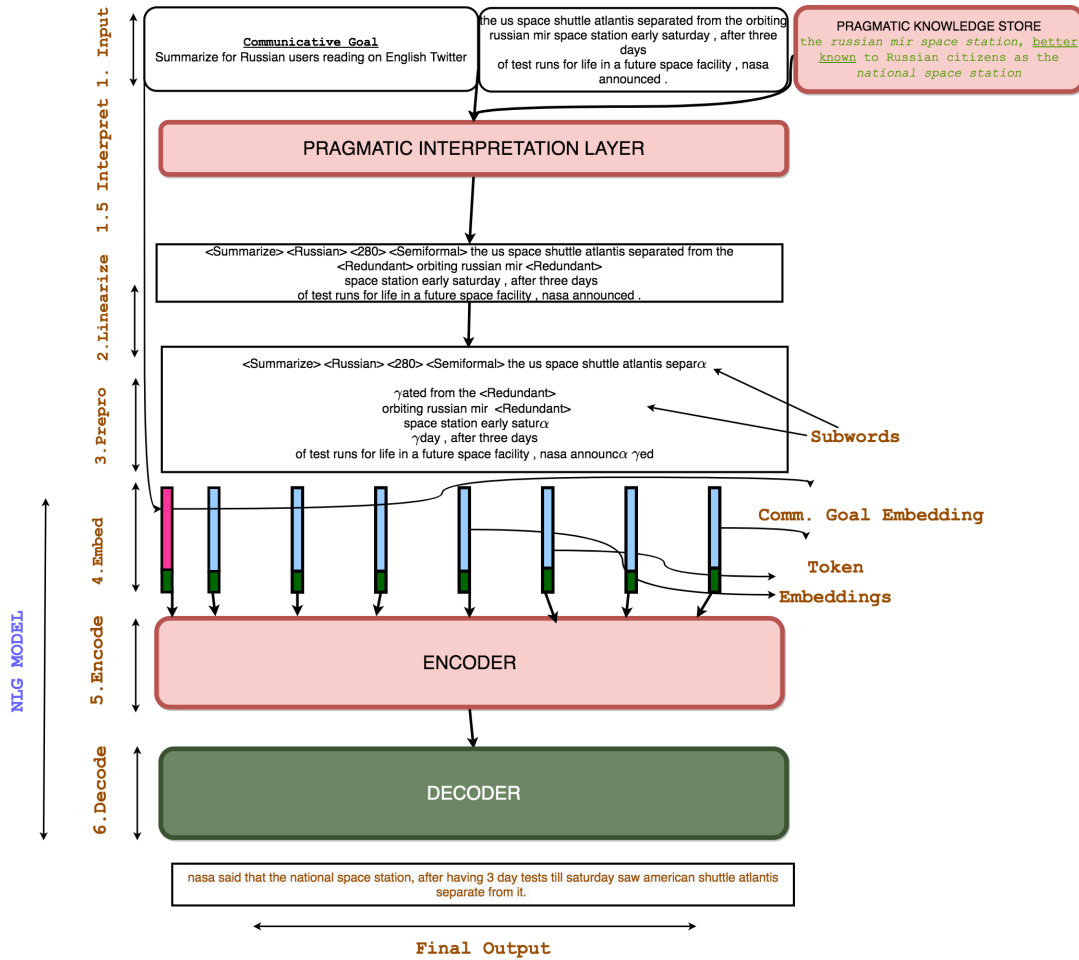 1. Input
Communicative Goal
Summarize for Russian users reading on English Twitter
the us space shuttle atlantis separated from the orbiting
russian mir space station early saturday , after three
days
of test runs for life in a future space facility , nasa
announced .
PRAGMATIC KNOWLEDGE STORE
the russian mir space station, better
known to Russian citizens as the
national space station
1.5 Interpret
PRAGMATIC INTERPRETATION LAYER
2.Linearize
<Summarize> <Russian> <280> <Semiformal> the us space shuttle atlantis separated from the
<Redundant> orbiting russian mir <Redundant>
space station early saturday , after three days
of test runs for life in a future space facility , nasa announced .
3.Prepro
<Summarize> <Russian> <280> <Semiformal> the us space shuttle atlantis separα
γated from the <Redundant>
orbiting russian mir <Redundant>
space station early saturα
γday , after three days
of test runs for life in a future space facility , nasa announcα γed
Subwords
4.Embed
Comm. Goal Embedding
Token
Embeddings
NLG MODEL
5.Encode
ENCODER
6.Decode
DECODER
nasa said that the national space station, after having 3 day tests till saturday saw american shuttle atlantis
separate from it.
Final Output